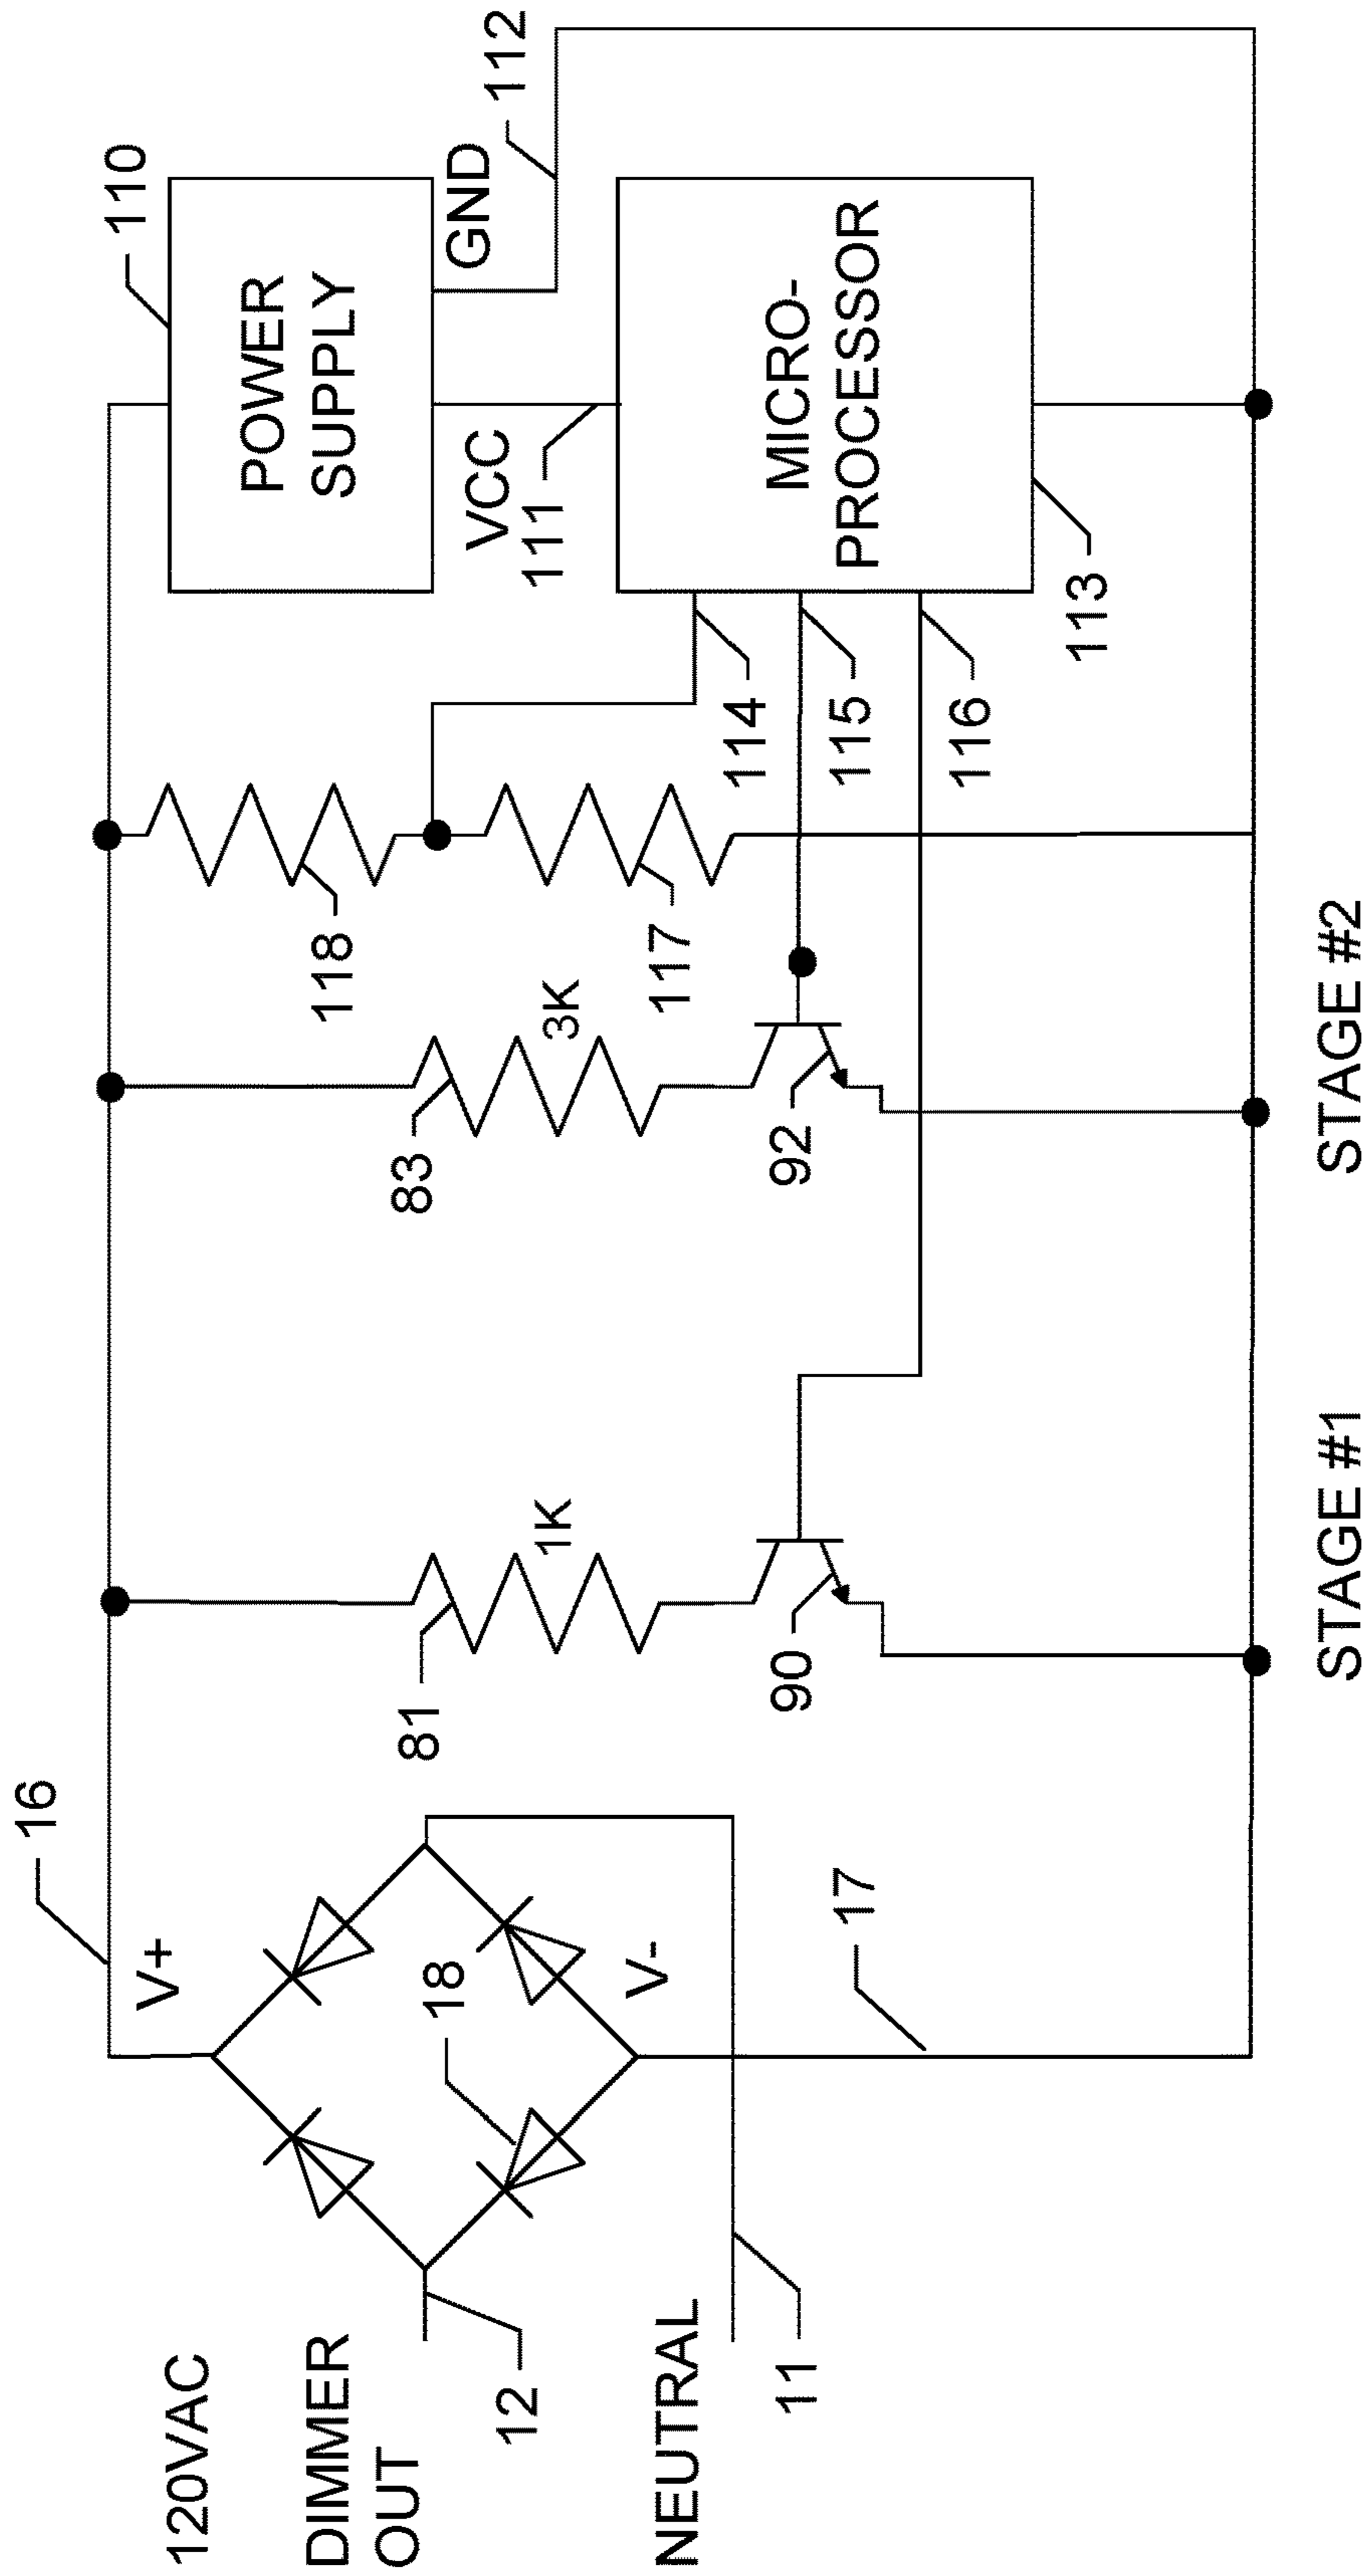 120VAC
DIMMER
OUT
12
NEUTRAL
11
16
V+
18
V-
17
81
1K
90
STAGE #1
83
3K
92
STAGE #2
118
117
114
115
116
110
POWER
SUPPLY
VCC
111
GND
112
MICRO-
PROCESSOR
113